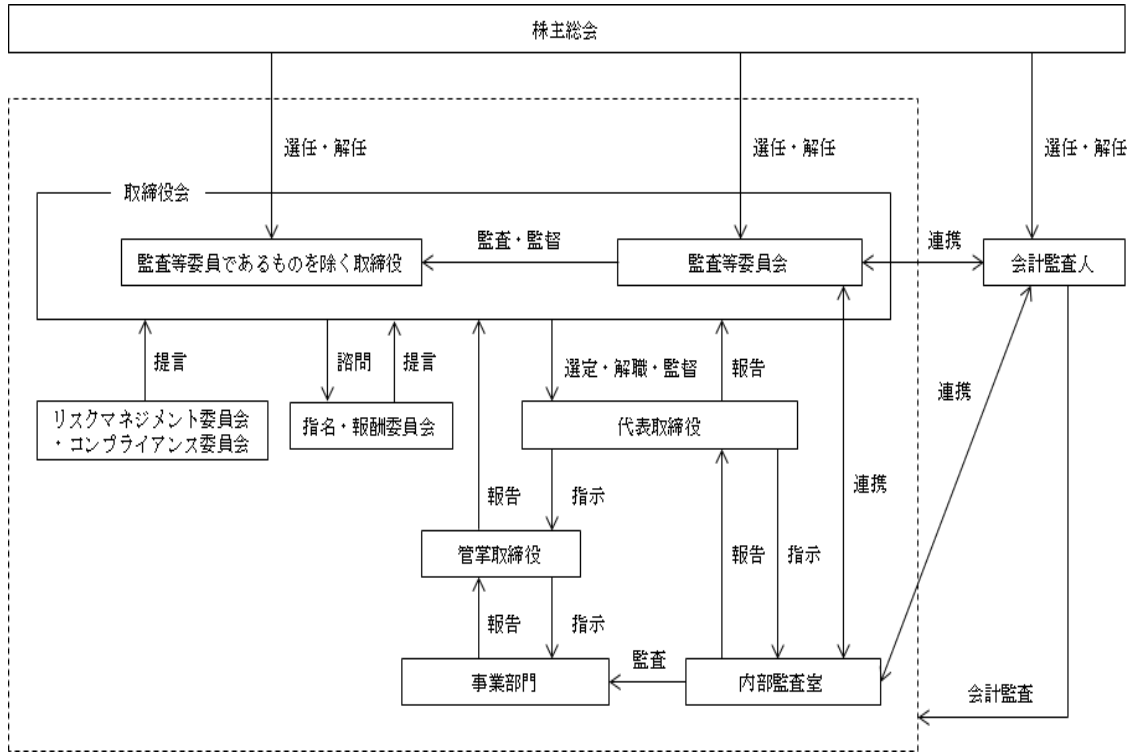 株主総会
選任・解任
選任・解任
選任・解任
取締役会
監査・監督
連携
監査等委員であるものを除く取締役
監査等委員会
会計監査人
提言
諮問
提言
選定・解職・監督
報告
連携
リスクマネジメント委員会
・コンプライアンス委員会
指名・報酬委員会
代表取締役
連携
報告
指示
管掌取締役
報告
指示
報告
指示
監査
事業部門
内部監査室
会計監査